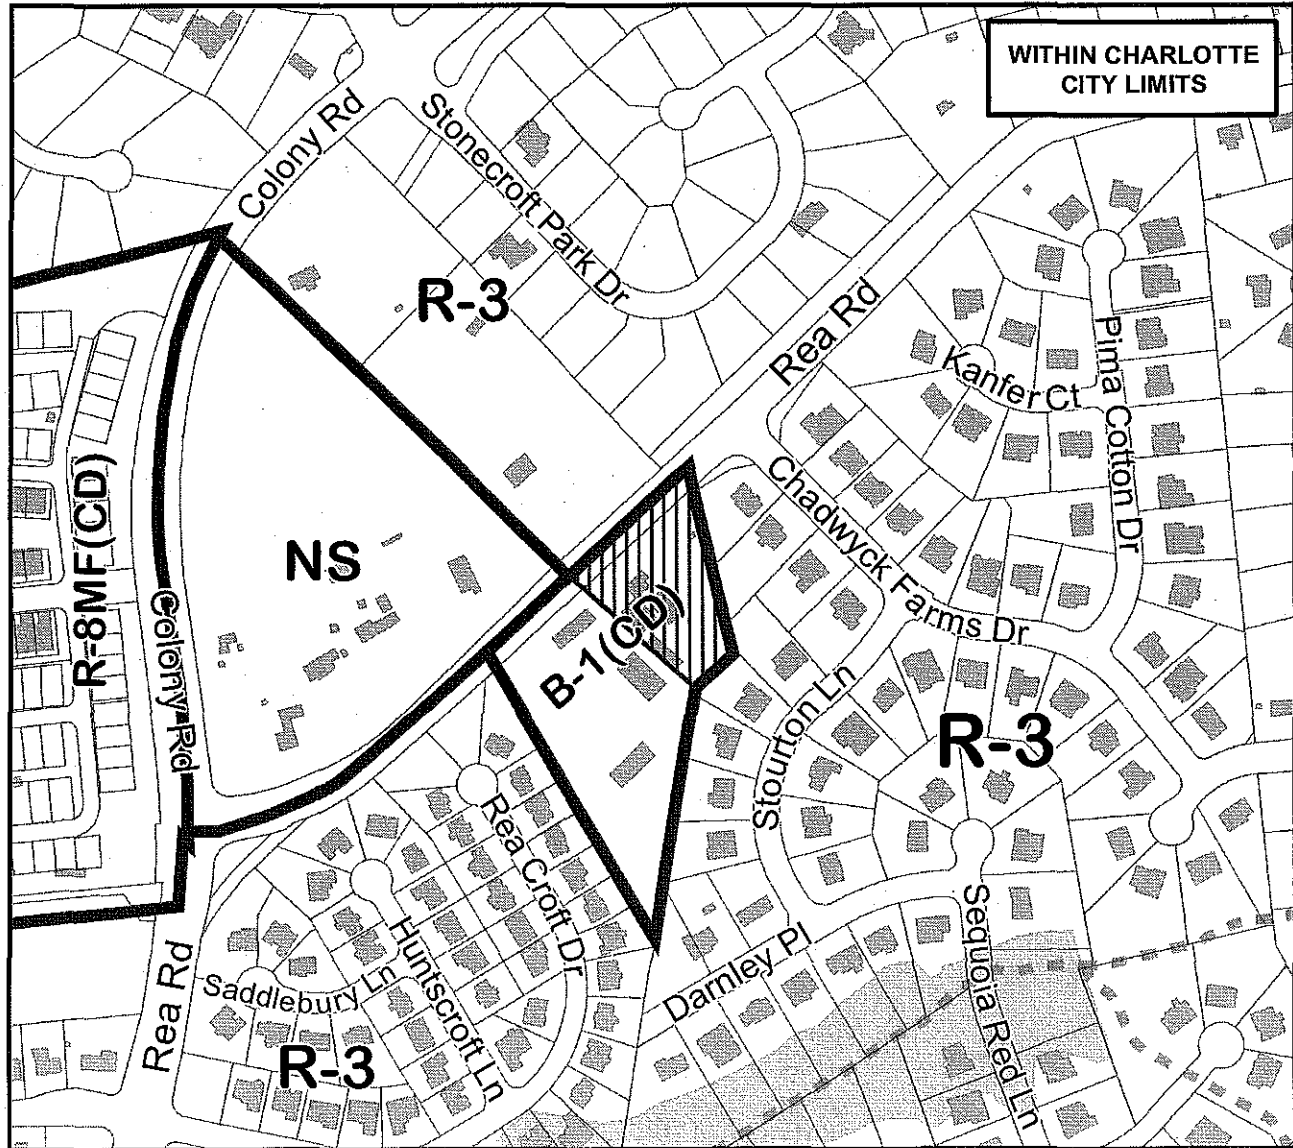 WITHIN CHARLOTTE
CITY LIMITS
Colony Rd
Stonecroft Park Dr
R-3
Rea Rd
Kanfer Ct
Pima Cotton Dr
Chadwyck Farms Dr
R-8MF(CD)
NS
Colony Rd
B-1(CD)
Stourton Ln
R-3
Rea Croft Dr
Huntscroft Ln
Saddlebury Ln
Rea Rd
R-3
Darnley Pl
Sequoia Red Ln